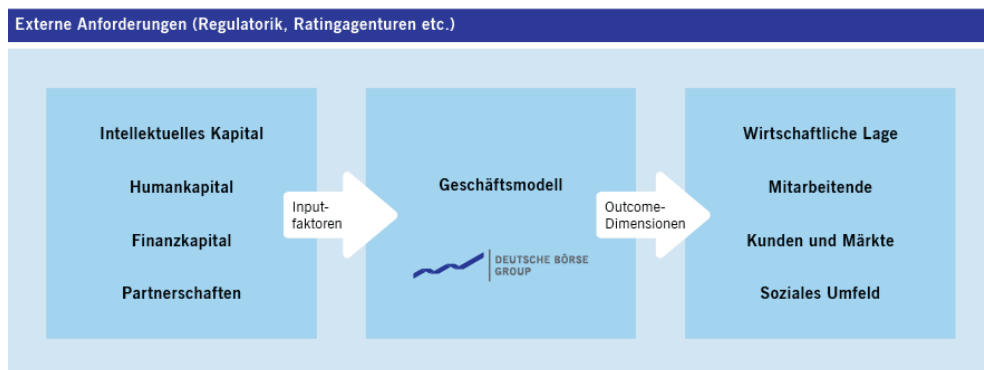 Externe Anforderungen (Regulatorik, Ratingagenturen etc.)
Intellektuelles Kapital
Humankapital
Finanzkapital
Partnerschaften
Input-
faktoren
Geschäftsmodell
DEUTSCHE BÖRSE
GROUP
Outcome-
Dimensionen
Wirtschaftliche Lage
Mitarbeitende
Kunden und Märkte
Soziales Umfeld